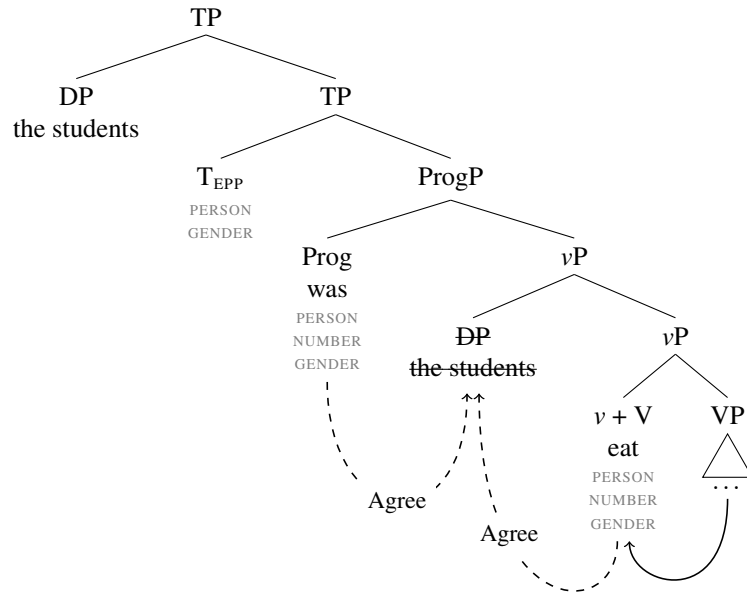 TP
DP
TP
the students
T_EPP
ProgP
PERSON
GENDER
Prog
vP
was
PERSON
NUMBER
GENDER
DP
vP
the students
v + V
VP
eat
PERSON
NUMBER
GENDER
...
Agree
Agree